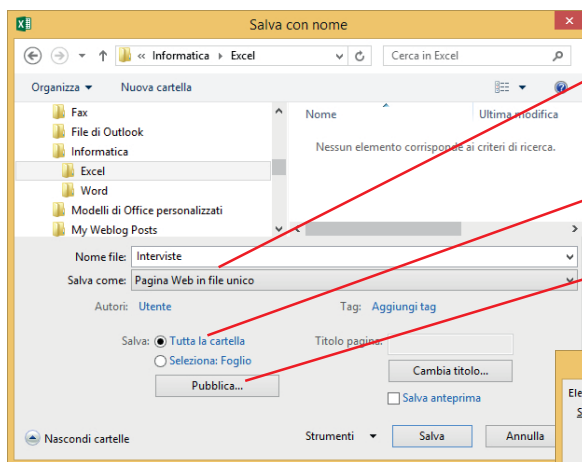 Salva con nome
« Informatica Excel
Cerca in Excel
Organizza Nuova cartella
Fax
File di Outlook
Informatica
Excel
Word
Modelli di Office personalizzati
My Weblog Posts
Nome Ultima modifica
Nessun elemento corrisponde ai criteri di ricerca.
Nome file: Interviste
Salva come: Pagina Web in file unico
Autori: Utente Tag: Aggiungi tag
Salva: Tutta la cartella
Seleziona: Foglio
Pubblica...
Titolo pagina:
Cambia titolo...
Salva anteprima
Nascondi cartelle Strumenti Salva Annulla
Ele
S